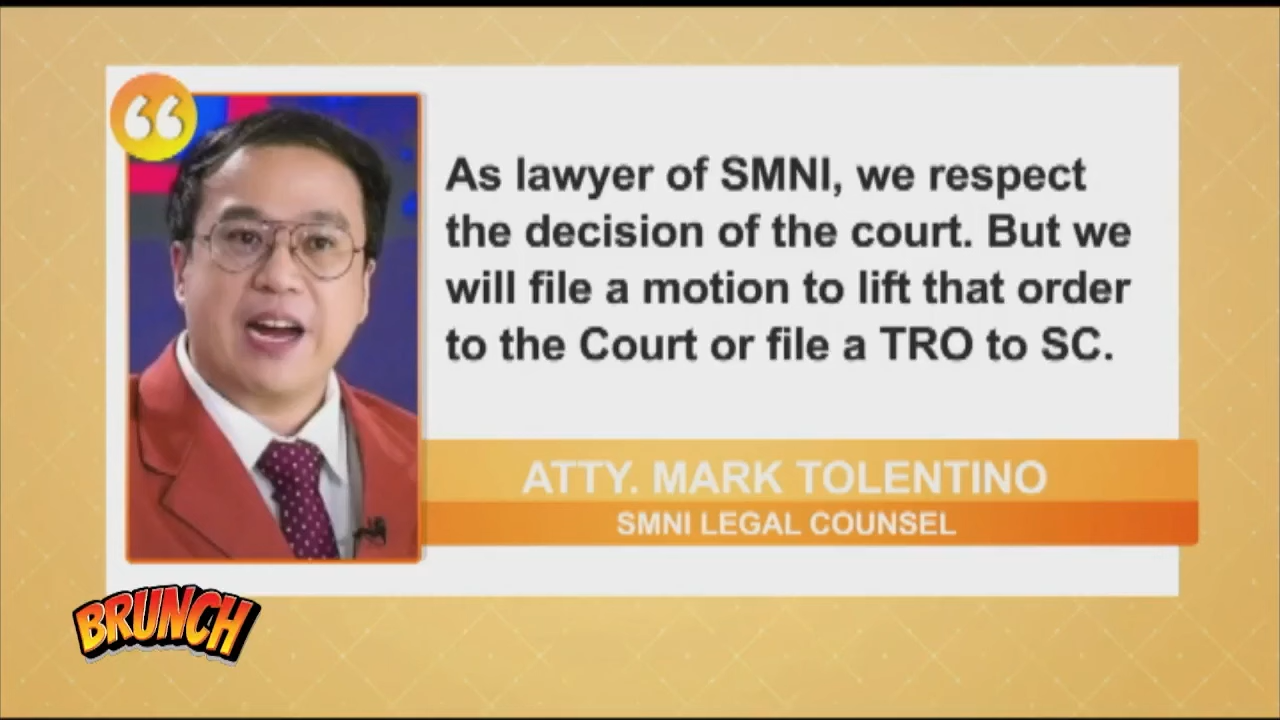 As lawyer of SMNI, we respect
the decision of the court. But we
will file a motion to lift that order
to the Court or file a TRO to SC.
ATTY. MARK TOLENTINO
SMNI LEGAL COUNSEL
BRUNCH